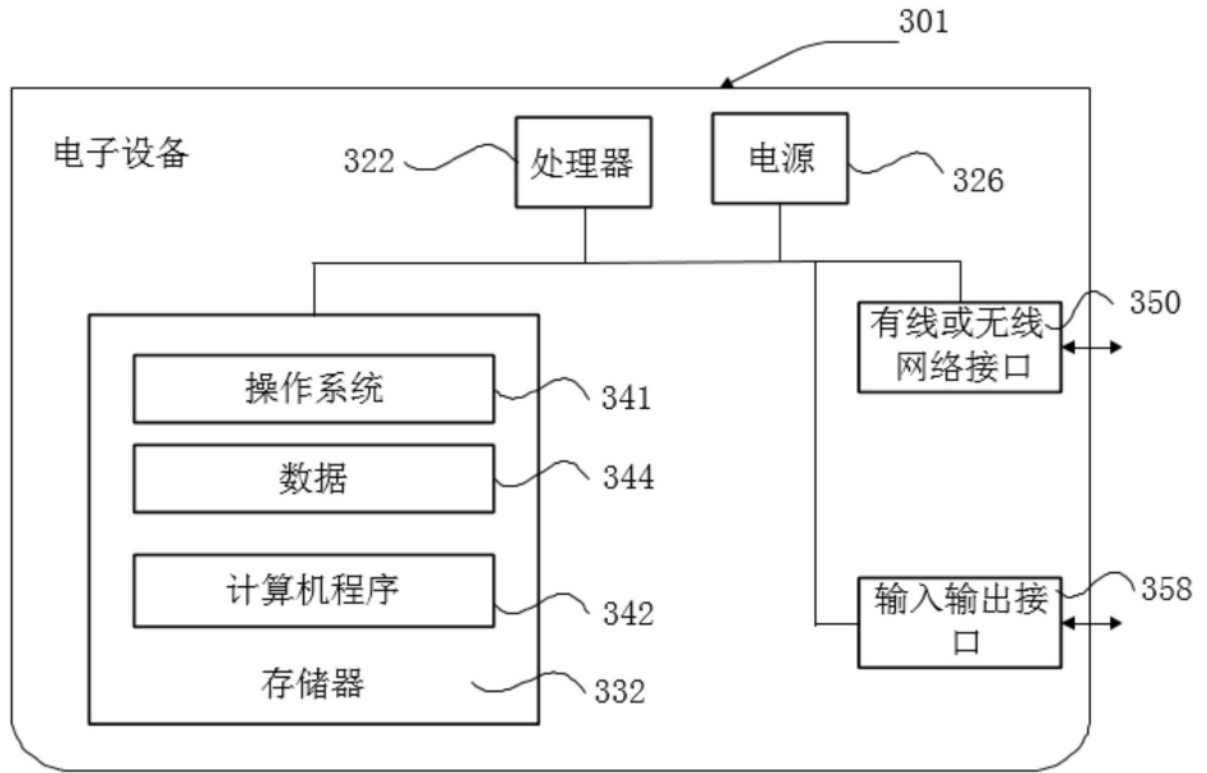 301
电子设备
322
处理器
电源
326
有线或无线
网络接口
350
操作系统
341
数据
344
计算机程序
342
存储器
332
输入输出接
口
358